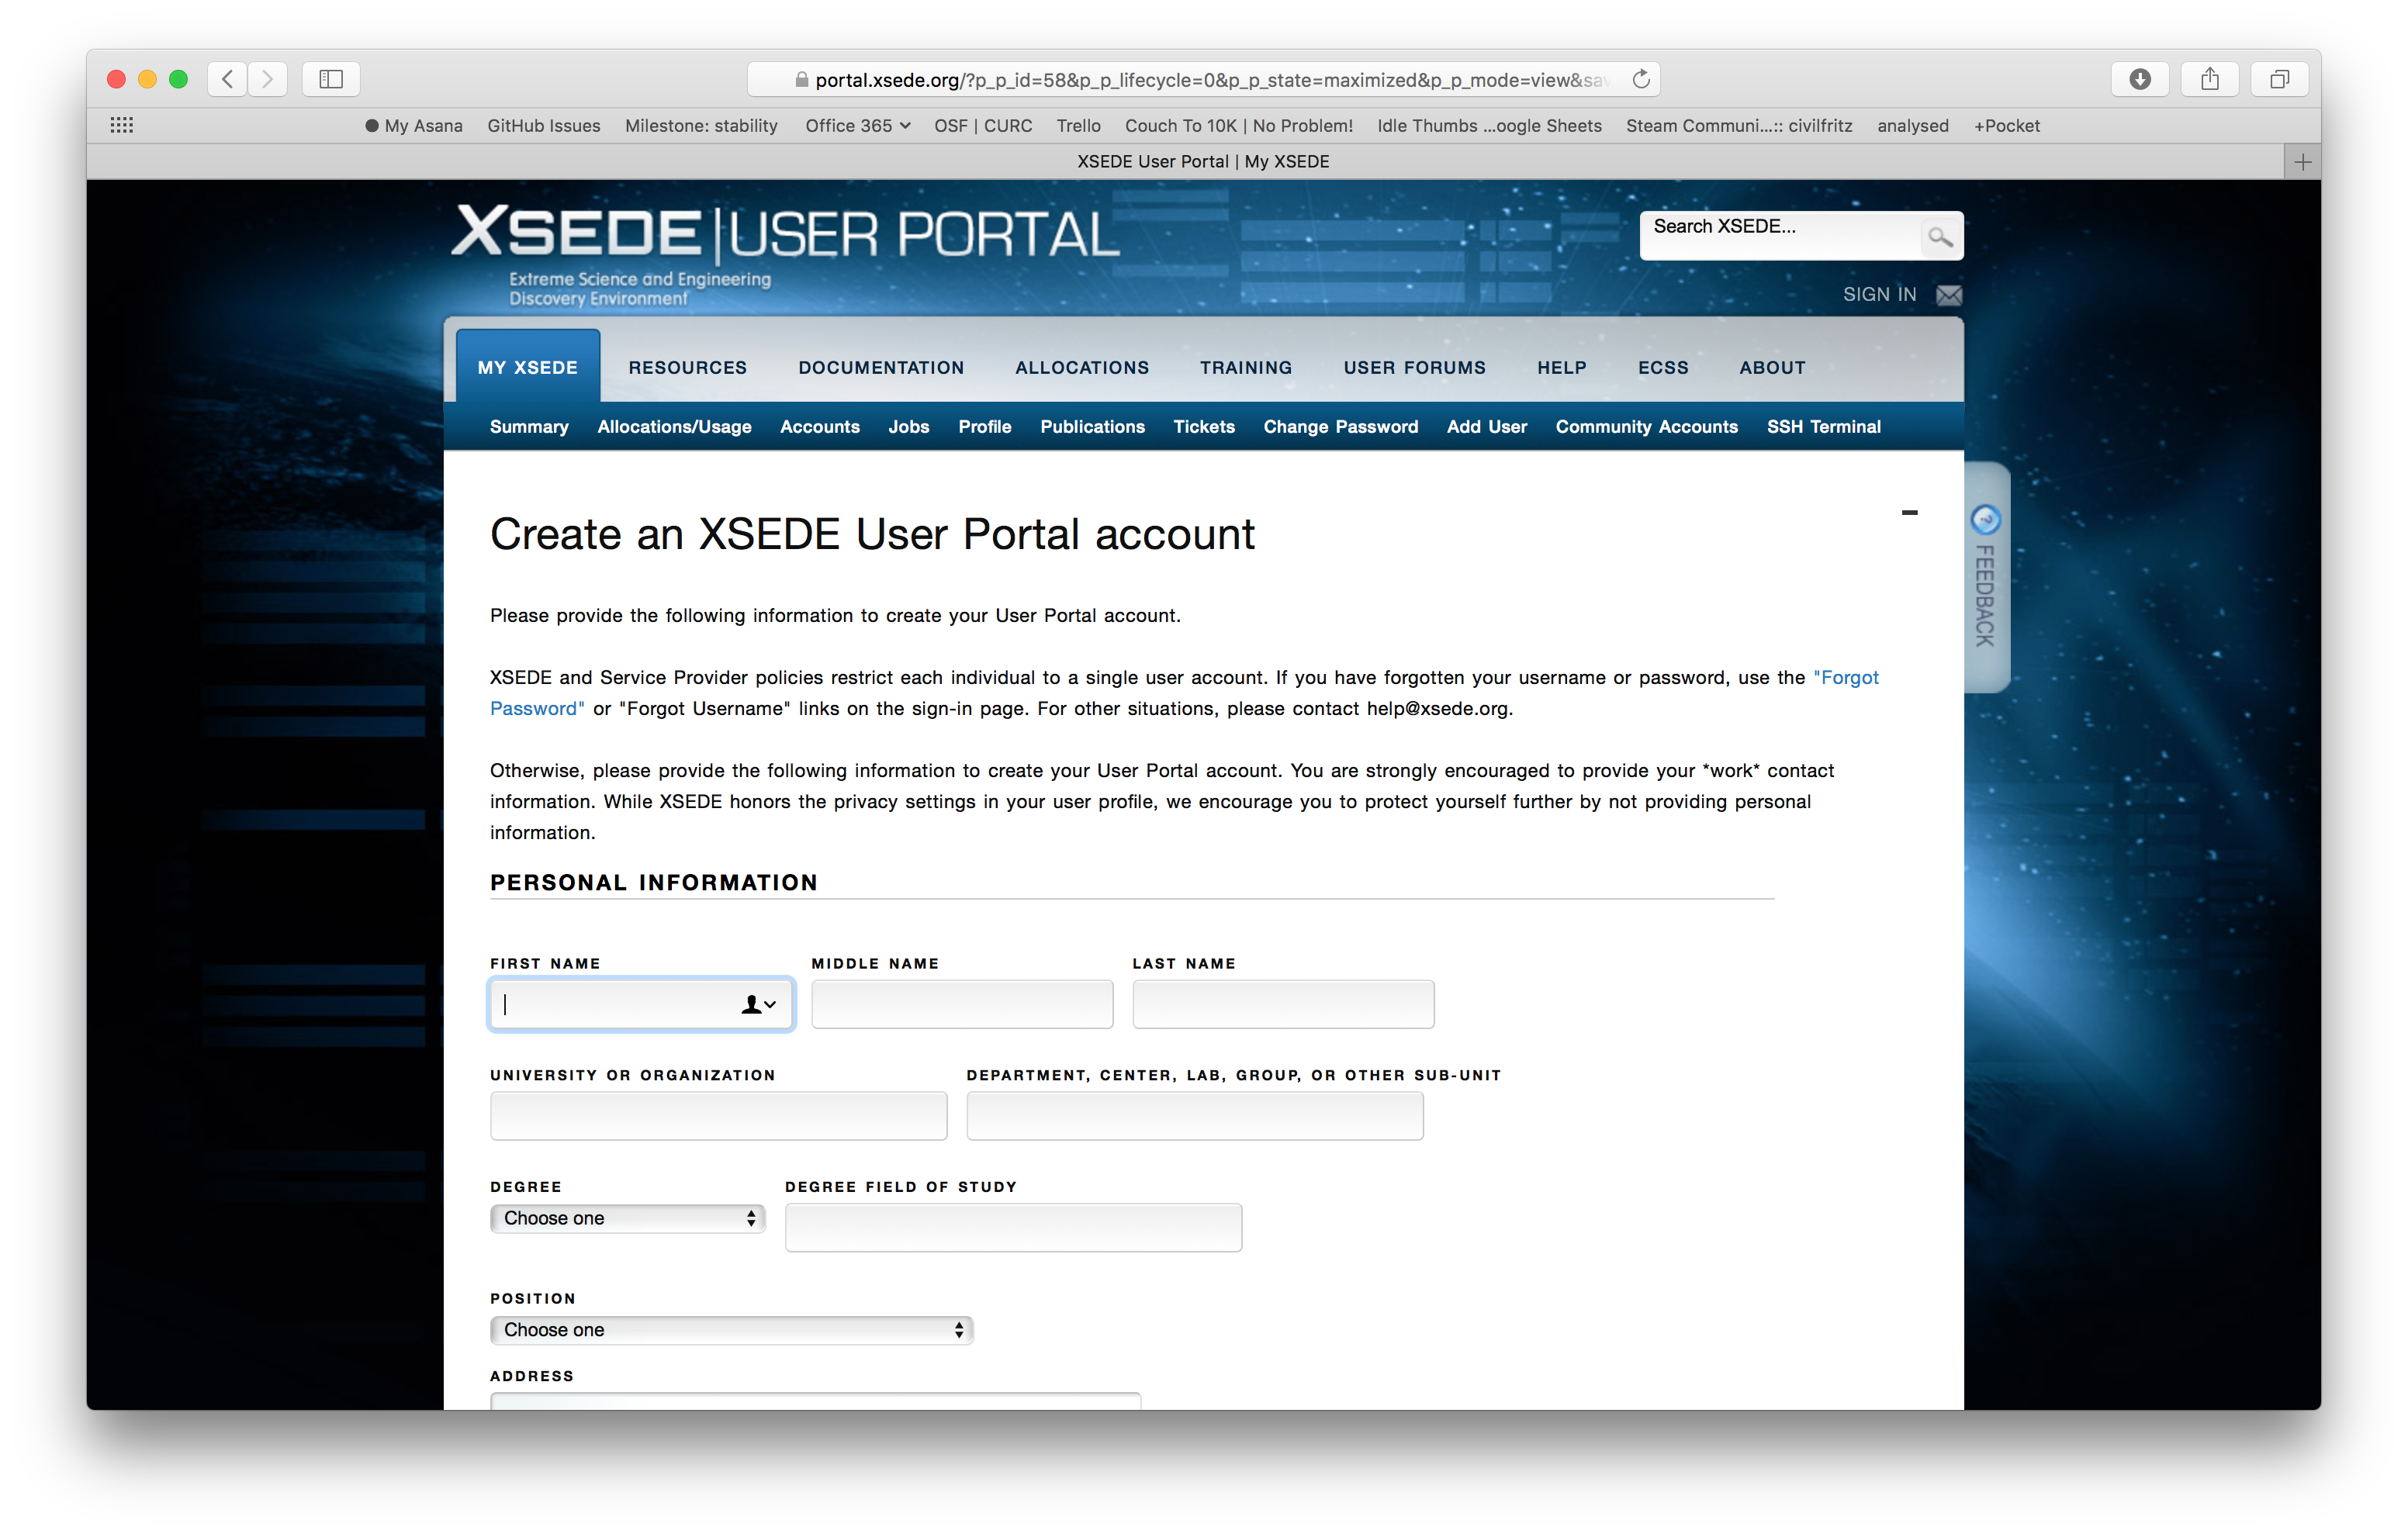 portal.xsede.org/?p_p_id=58&p_p_lifecycle=0&p_p_state=maximized&p_p_mode=view&sav
My Asana GitHub Issues Milestone: stability Office 365 OSF | CURC Trello Couch To 10K | No Problem! Idle Thumbs ...oogle Sheets Steam Communi...:: civilfritz analysed +Pocket
XSEDE User Portal | My XSEDE
XSEDE | USER PORTAL
Extreme Science and Engineering
Discovery Environment
Search XSEDE...
SIGN IN
MY XSEDE RESOURCES DOCUMENTATION ALLOCATIONS TRAINING USER FORUMS HELP ECSS ABOUT
Summary Allocations/Usage Accounts Jobs Profile Publications Tickets Change Password Add User Community Accounts SSH Terminal
Create an XSEDE User Portal account
? FEEDBACK
Please provide the following information to create your User Portal account.
XSEDE and Service Provider policies restrict each individual to a single user account. If you have forgotten your username or password, use the "Forgot
Password" or "Forgot Username" links on the sign-in page. For other situations, please contact help@xsede.org.
Otherwise, please provide the following information to create your User Portal account. You are strongly encouraged to provide your *work* contact
information. While XSEDE honors the privacy settings in your user profile, we encourage you to protect yourself further by not providing personal
information.
PERSONAL INFORMATION
FIRST NAME MIDDLE NAME LAST NAME
UNIVERSITY OR ORGANIZATION DEPARTMENT, CENTER, LAB, GROUP, OR OTHER SUB-UNIT
DEGREE DEGREE FIELD OF STUDY
Choose one
POSITION
Choose one
ADDRESS